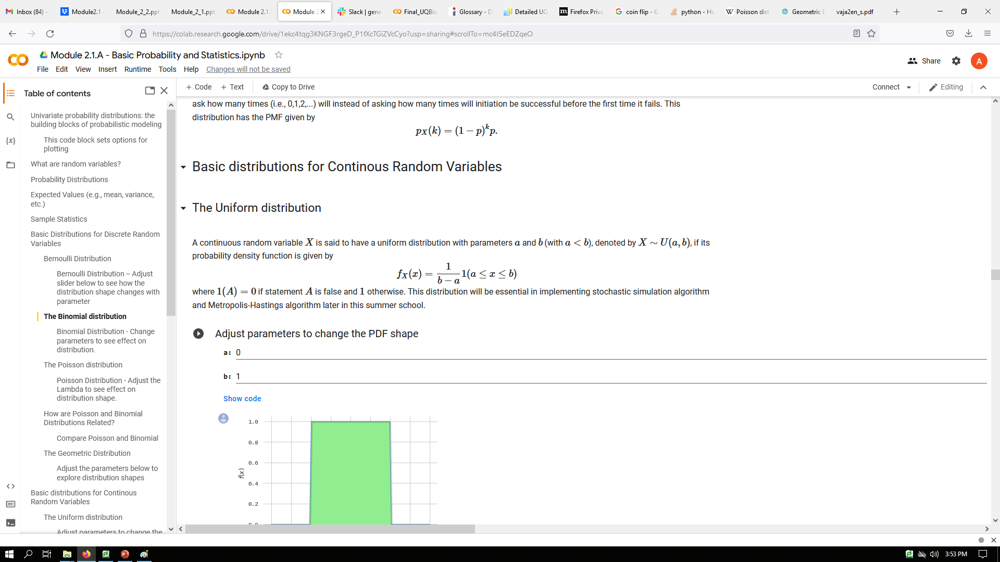 Inbox (84) -
Module2.1 -
Module_2_2.ppt
Module_2_1.ppt
Module 2.1.
Module 2
Slack | gene
Final_UQBio
Glossary - D
Detailed UQ
Firefox Priva
coin flip - G
python - Ho
Poisson dist
Geometric D
vaja2en_s.pdf
https://colab.research.google.com/drive/1ekc4tqg3KNGF3rgeD_P1fXcTGiZVcCyo?usp=sharing#scrollTo=mc4I5eEDZqeO
Module 2.1.A - Basic Probability and Statistics.ipynb
File Edit View Insert Runtime Tools Help Changes will not be saved
Share
A
+ Code + Text Copy to Drive
Connect Editing
Table of contents
Univariate probability distributions: the
building blocks of probabilistic modeling
This code block sets options for
plotting
What are random variables?
Probability Distributions
Expected Values (e.g., mean, variance,
etc.)
Sample Statistics
Basic Distributions for Discrete Random
Variables
Bernoulli Distribution
Bernoulli Distribution – Adjust
slider below to see how the
distribution shape changes with
parameter
The Binomial distribution
Binomial Distribution - Change
parameters to see effect on
distribution.
The Poisson distribution
Poisson Distribution - Adjust the
Lambda to see effect on
distribution shape.
How are Poisson and Binomial
Distributions Related?
Compare Poisson and Binomial
The Geometric Distribution
Adjust the parameters below to
explore distribution shapes
Basic distributions for Continous
Random Variables
The Uniform distribution
Adjust parameters to change the
{x}
ask how many times (i.e., 0,1,2,...) will instead of asking how many times will initiation be successful before the first time it fails. This
distribution has the PMF given by
p_X(k) = (1 − p)^k p.
Basic distributions for Continous Random Variables
The Uniform distribution
A continuous random variable X is said to have a uniform distribution with parameters a and b (with a < b), denoted by X ∼ U(a, b), if its
probability density function is given by
f_X(x) = 1/(b − a) 1(a ≤ x ≤ b)
where 1(A) = 0 if statement A is false and 1 otherwise. This distribution will be essential in implementing stochastic simulation algorithm
and Metropolis-Hastings algorithm later in this summer school.
Adjust parameters to change the PDF shape
a: 0
b: 1
Show code
1.0
0.8
0.6
0.4
0.2
0.0
f(x)
3:53 PM